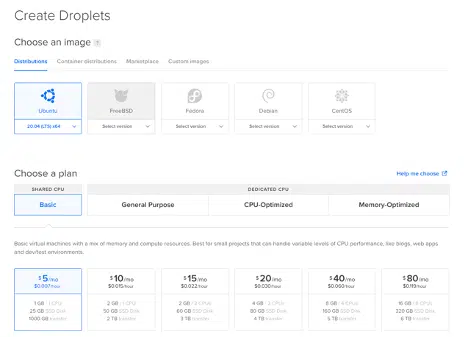 Create Droplets
Choose an image ?
Distributions Container distributions Marketplace Custom images
Ubuntu FreeBSD Fedora Debian CentOS
20.04 (LTS) x64 Select version Select version Select version Select version
Choose a plan Help me choose
SHARED CPU DEDICATED CPU
Basic General Purpose CPU-Optimized Memory-Optimized
Basic virtual machines with a mix of memory and compute resources. Best for small projects that can handle variable levels of CPU performance, like blogs, web apps
and dev/test environments.
$5/mo $10/mo $15/mo $20/mo $40/mo $80/mo
$0.007/hour $0.015/hour $0.022/hour $0.030/hour $0.060/hour $0.119/hour
1 GB / 1 CPU 2 GB / 1 CPU 2 GB / 2 CPUs 4 GB / 2 CPUs 8 GB / 4 CPUs 16 GB / 8 CPUs
25 GB SSD Disk 50 GB SSD Disk 60 GB SSD Disk 80 GB SSD Disk 160 GB SSD Disk 320 GB SSD Disk
1000 GB transfer 2 TB transfer 3 TB transfer 4 TB transfer 5 TB transfer 6 TB transfer